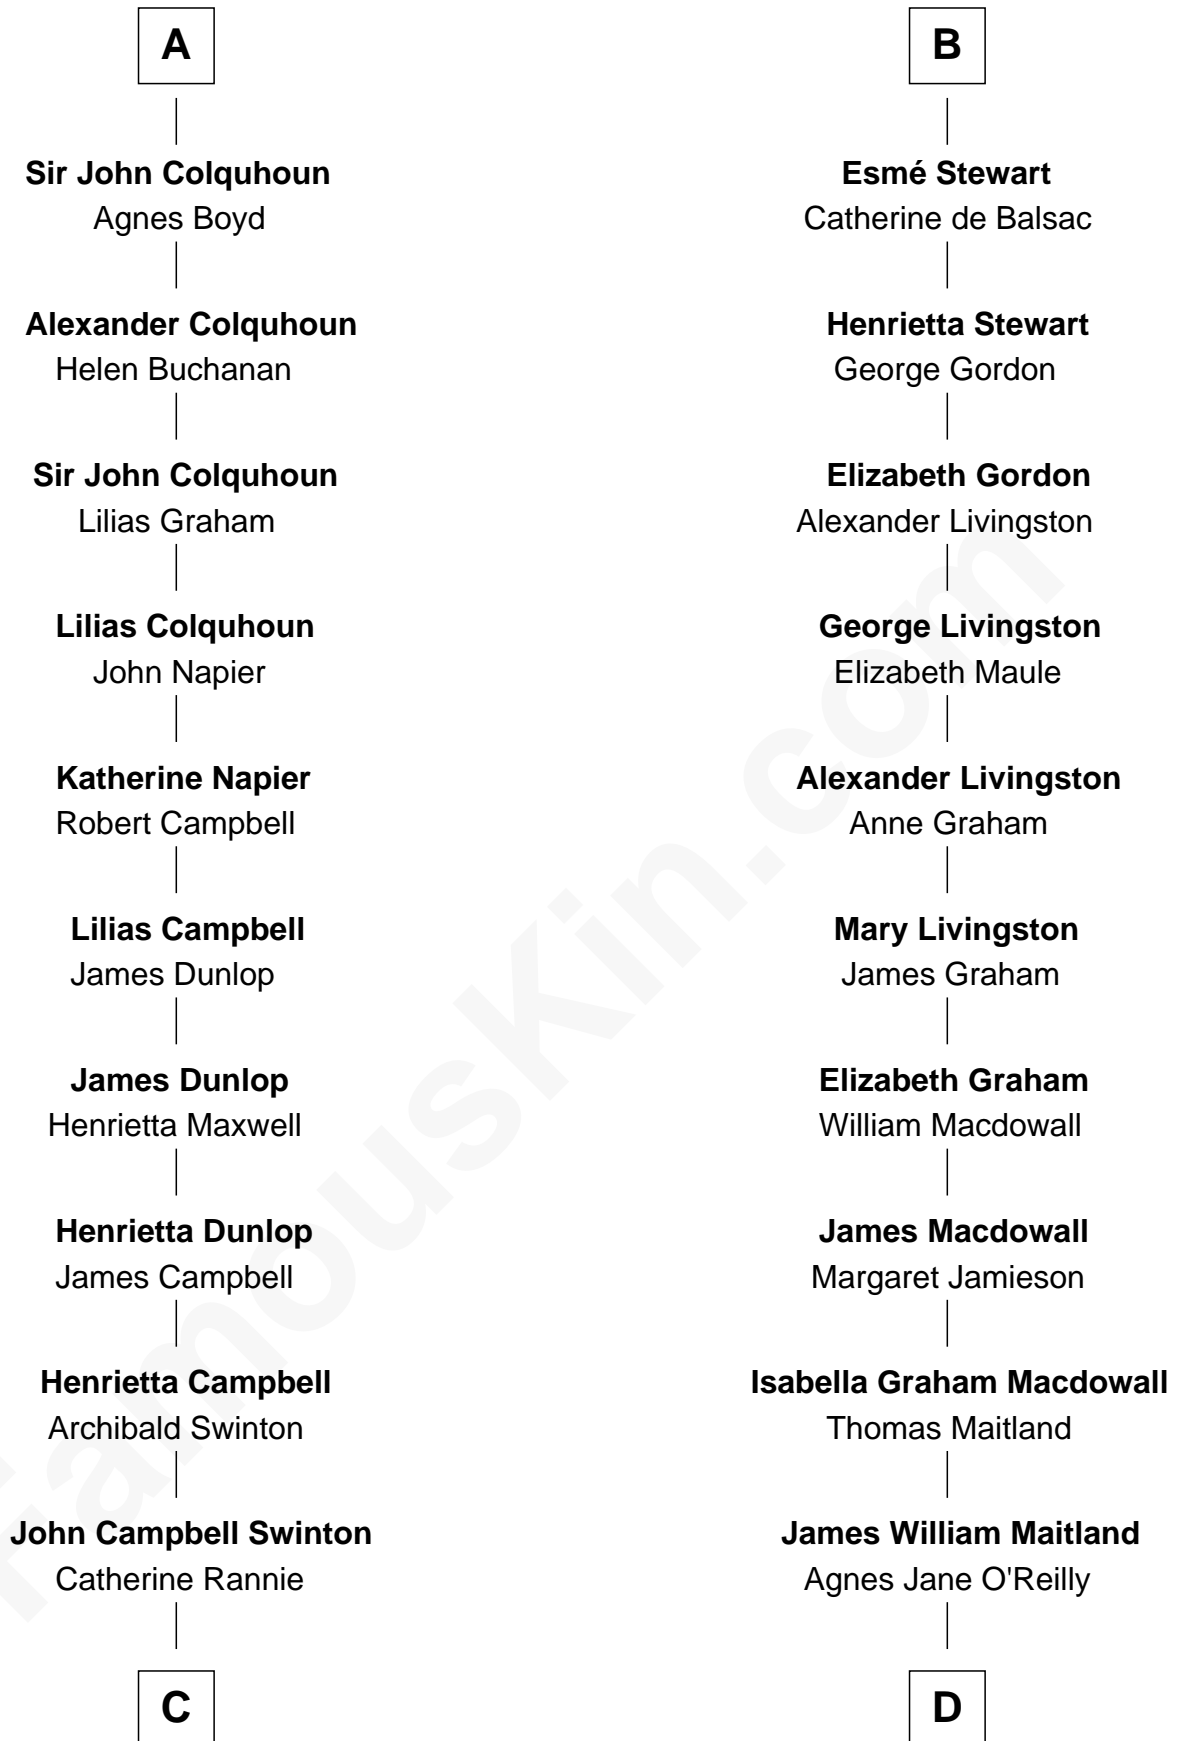 A
Sir John Colquhoun
Agnes Boyd
Alexander Colquhoun
Helen Buchanan
Sir John Colquhoun
Lilias Graham
Lilias Colquhoun
John Napier
Katherine Napier
Robert Campbell
Lilias Campbell
James Dunlop
James Dunlop
Henrietta Maxwell
Henrietta Dunlop
James Campbell
Henrietta Campbell
Archibald Swinton
John Campbell Swinton
Catherine Rannie
C
B
Esmé Stewart
Catherine de Balsac
Henrietta Stewart
George Gordon
Elizabeth Gordon
Alexander Livingston
George Livingston
Elizabeth Maule
Alexander Livingston
Anne Graham
Mary Livingston
James Graham
Elizabeth Graham
William Macdowall
James Macdowall
Margaret Jamieson
Isabella Graham Macdowall
Thomas Maitland
James William Maitland
Agnes Jane O'Reilly
D
FamousKin.com